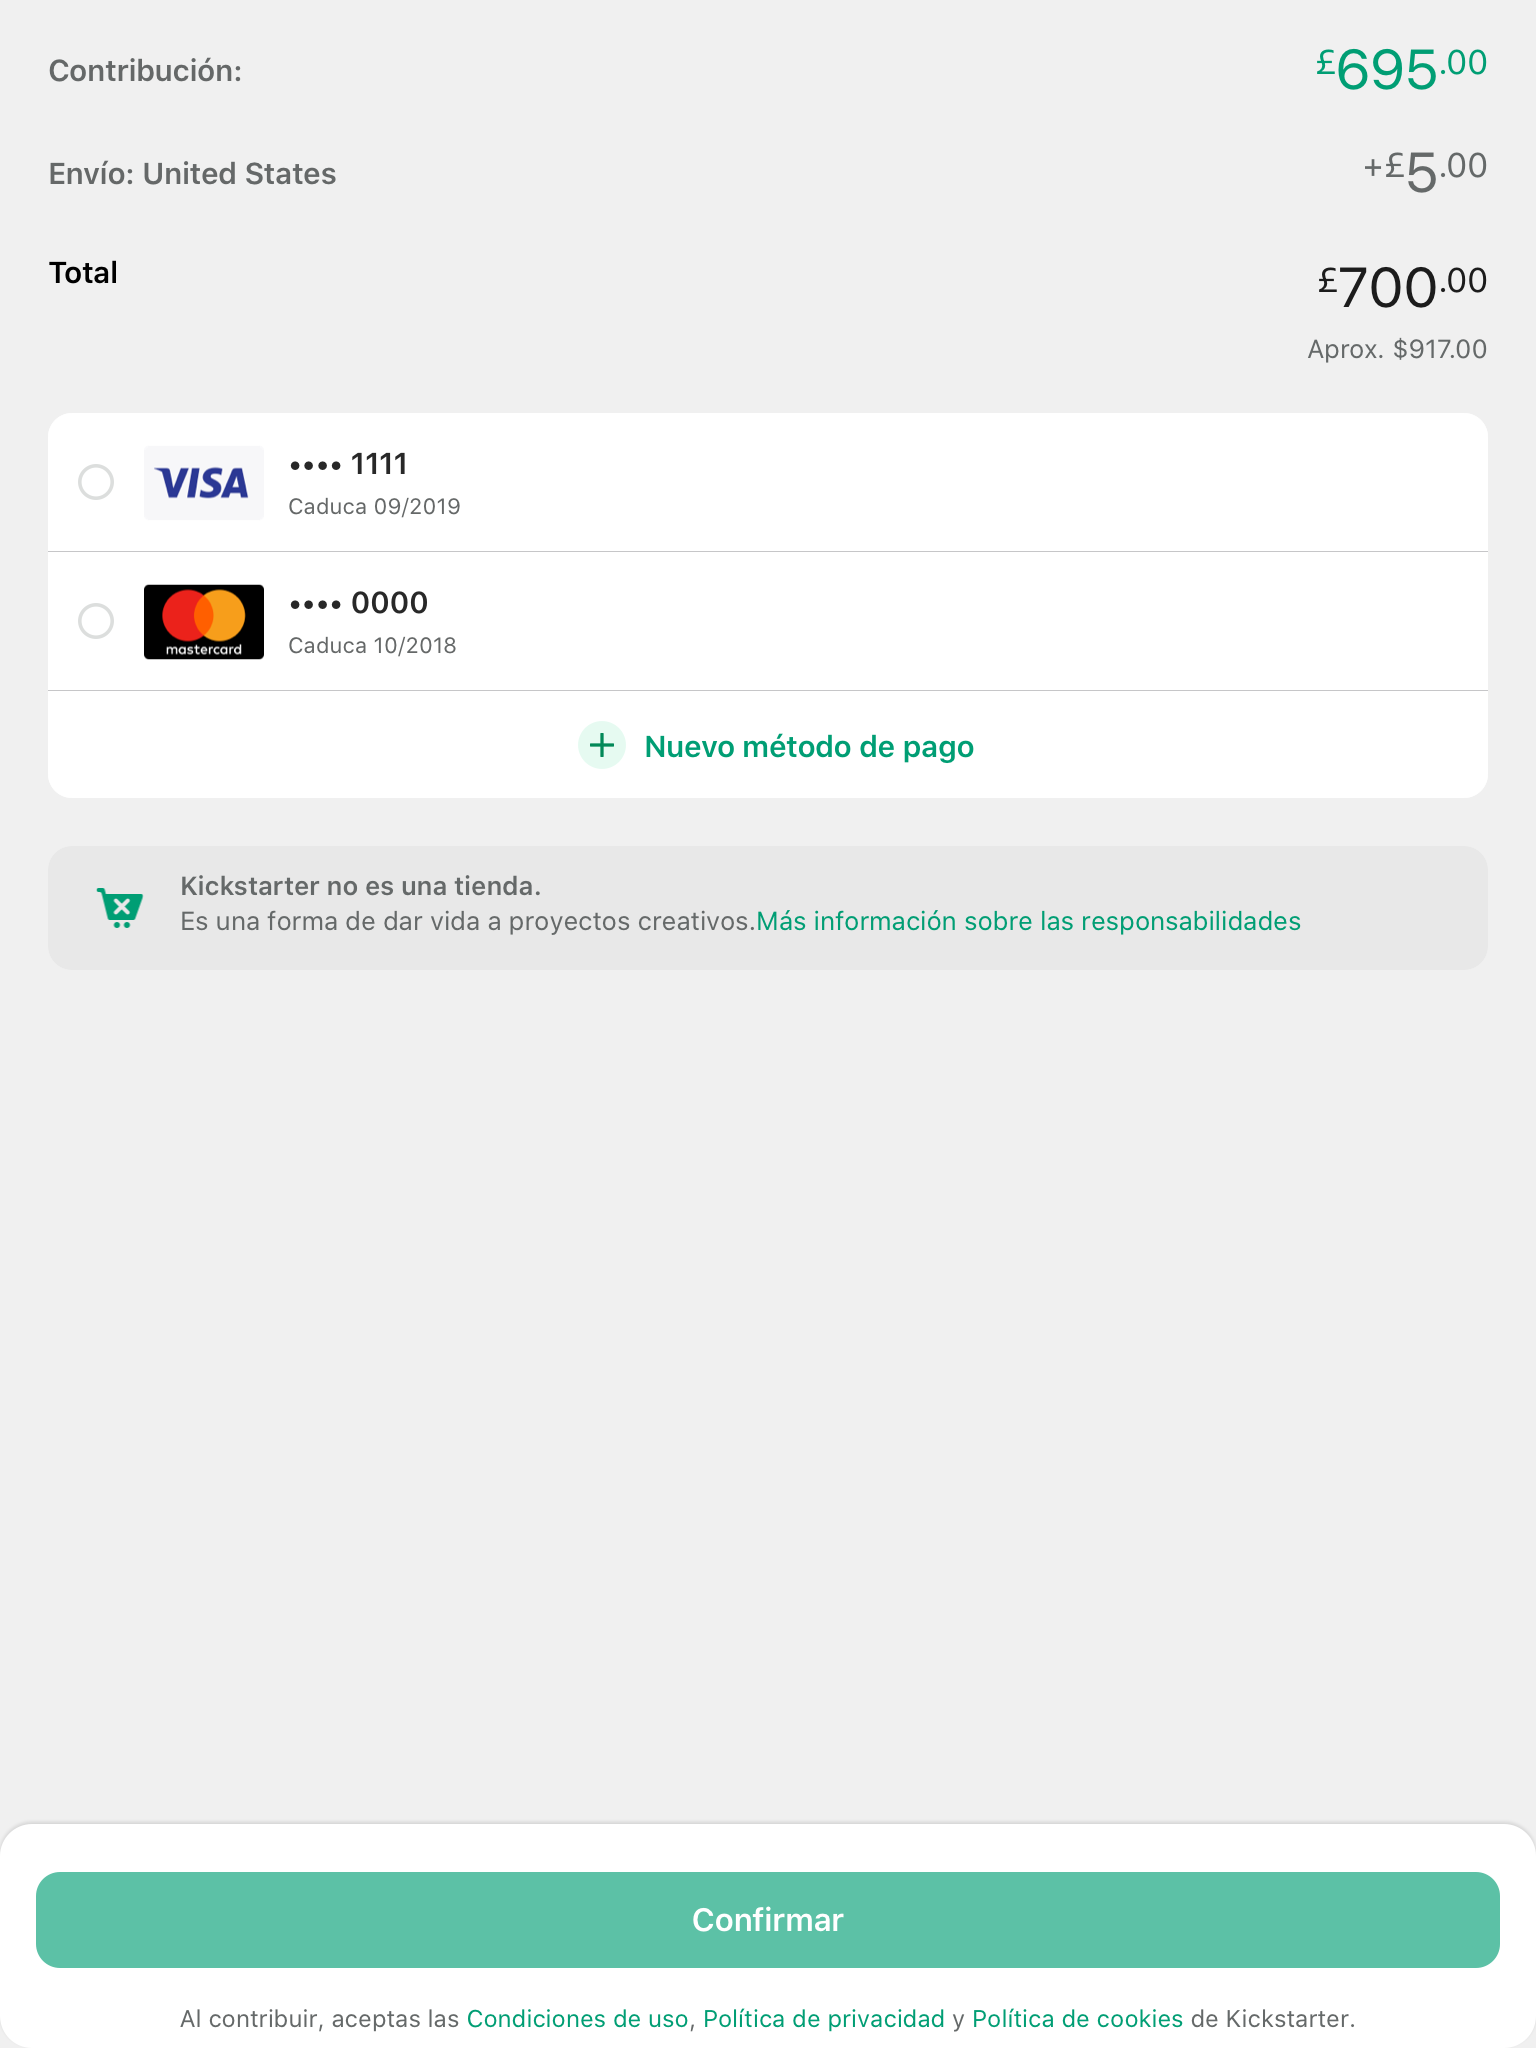 Contribución:
£695.00
Envío: United States
+£5.00
Total
£700.00
Aprox. $917.00
VISA
•••• 1111
Caduca 09/2019
mastercard
•••• 0000
Caduca 10/2018
Nuevo método de pago
Kickstarter no es una tienda.
Es una forma de dar vida a proyectos creativos.Más información sobre las responsabilidades
Confirmar
Al contribuir, aceptas las Condiciones de uso, Política de privacidad y Política de cookies de Kickstarter.